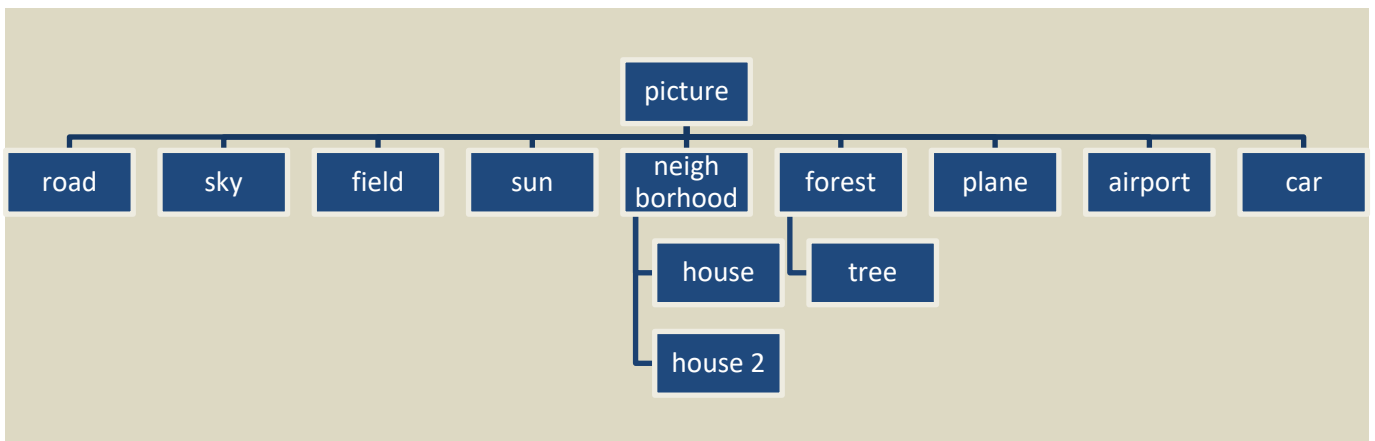 picture
road
sky
field
sun
neigh
borhood
forest
plane
airport
car
house
tree
house 2